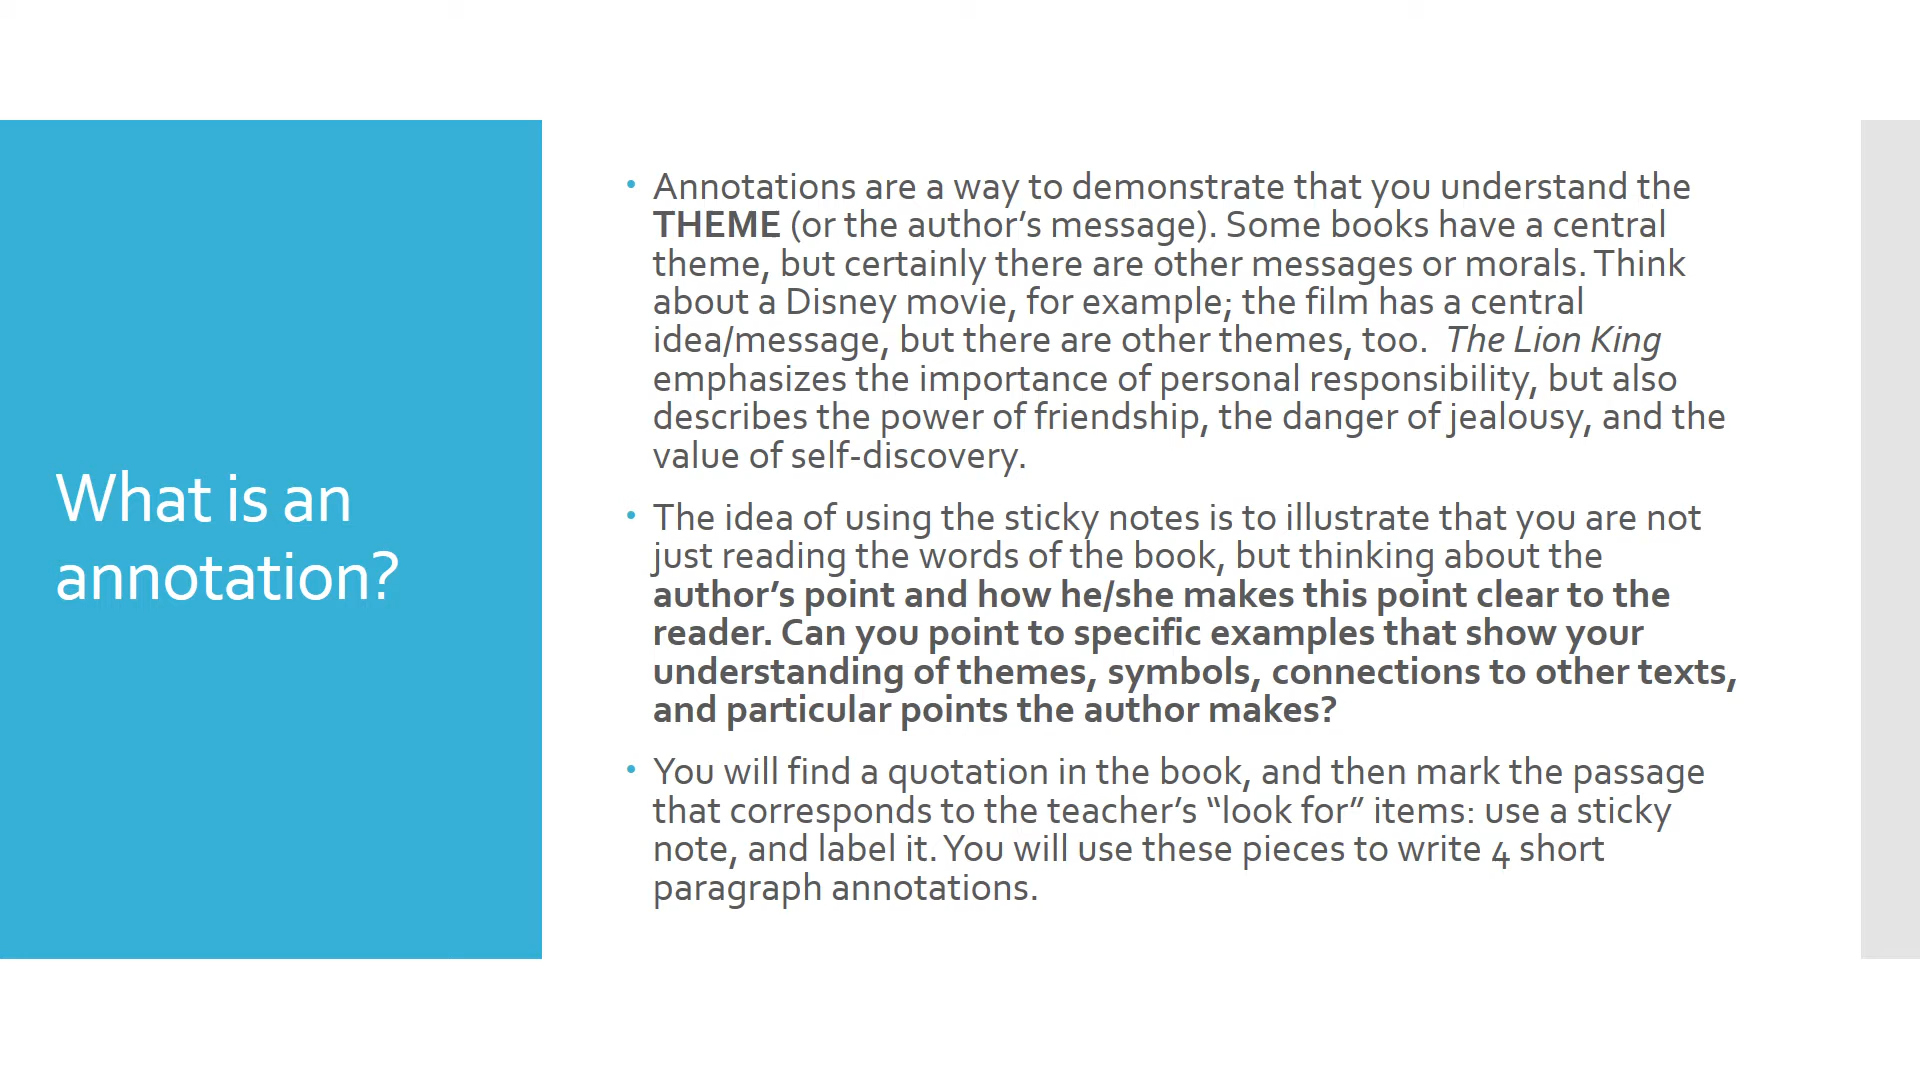 What is an
annotation?
• Annotations are a way to demonstrate that you understand the
THEME (or the author’s message). Some books have a central
theme, but certainly there are other messages or morals. Think
about a Disney movie, for example; the film has a central
idea/message, but there are other themes, too.  The Lion King
emphasizes the importance of personal responsibility, but also
describes the power of friendship, the danger of jealousy, and the
value of self-discovery.
• The idea of using the sticky notes is to illustrate that you are not
just reading the words of the book, but thinking about the
author’s point and how he/she makes this point clear to the
reader. Can you point to specific examples that show your
understanding of themes, symbols, connections to other texts,
and particular points the author makes?
• You will find a quotation in the book, and then mark the passage
that corresponds to the teacher’s “look for” items: use a sticky
note, and label it. You will use these pieces to write 4 short
paragraph annotations.